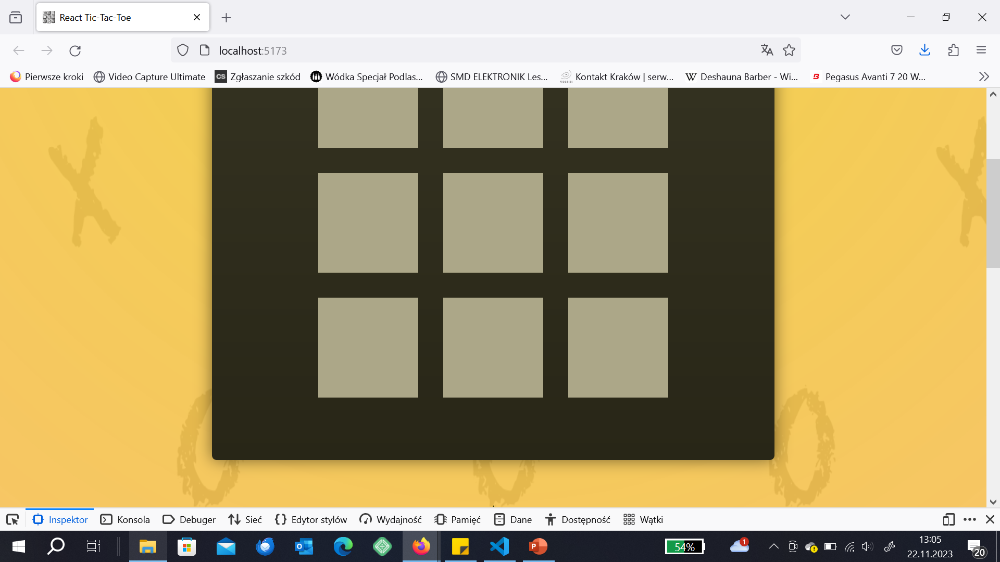 React Tic-Tac-Toe
localhost:5173
Pierwsze kroki
Video Capture Ultimate
CS Zgłaszanie szkód
Wódka Specjał Podlas...
SMD ELEKTRONIK Les...
PROGRESS Kontakt Kraków | serw...
W Deshauna Barber - Wi...
B Pegasus Avanti 7 20 W...
X X
O O O
Inspektor
Konsola
Debuger
Sieć
Edytor stylów
Wydajność
Pamięć
Dane
Dostępność
Wątki
54%
1
13:05
22.11.2023
20